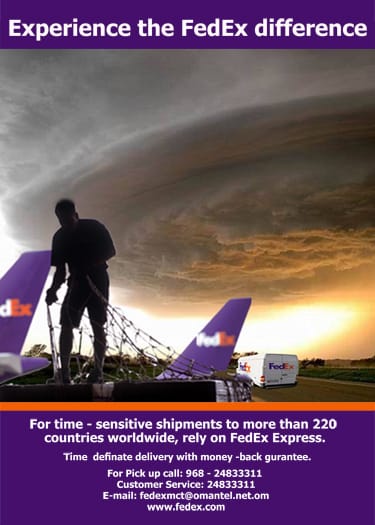 Experience the FedEx difference
edEx
FedEx
FedEx
For time - sensitive shipments to more than 220
countries worldwide, rely on FedEx Express.
Time definate delivery with money -back gurantee.
For Pick up call: 968 - 24833311
Customer Service: 24833311
E-mail: fedexmct@omantel.net.om
www.fedex.com